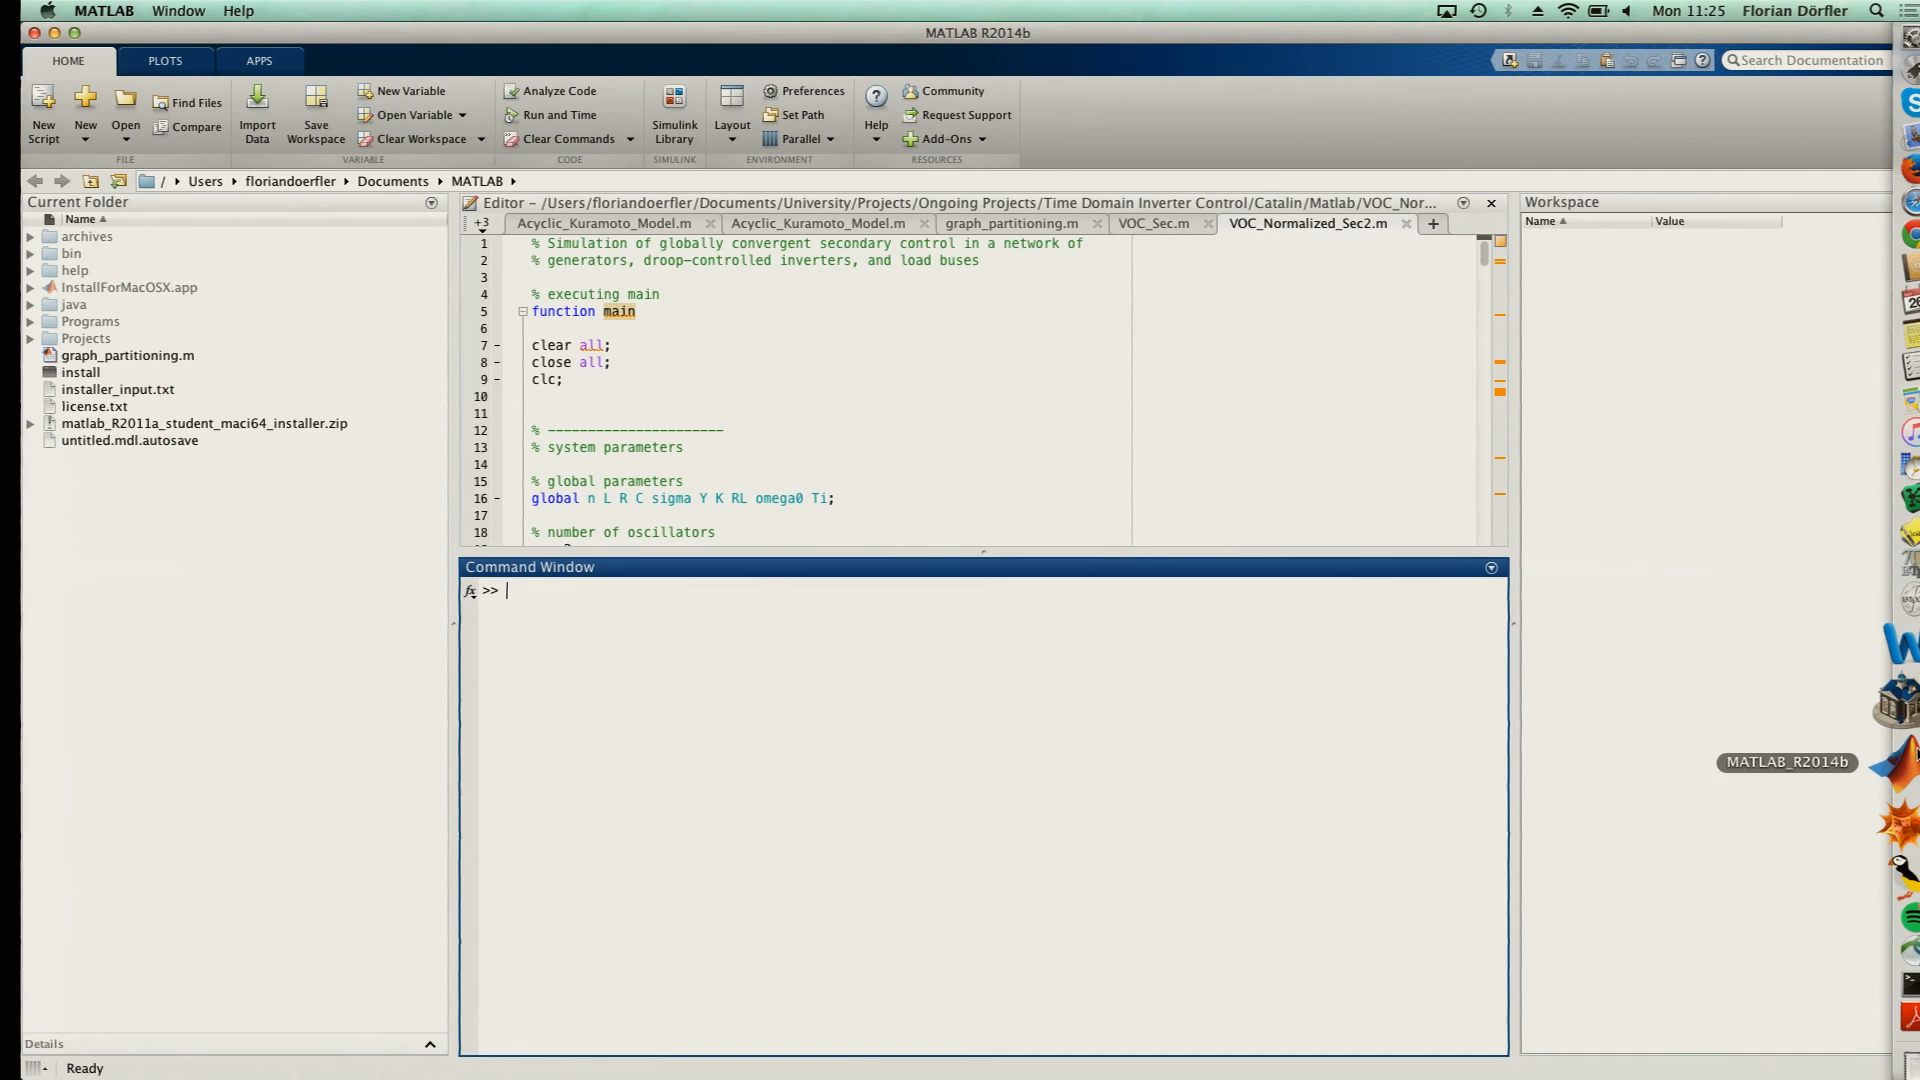 MATLAB Window Help
Mon 11:25 Florian Dörfler
MATLAB R2014b
HOME PLOTS APPS
Search Documentation
New Script
New
Open
Find Files
Compare
FILE
Import Data
Save Workspace
New Variable
Open Variable
Clear Workspace
VARIABLE
Analyze Code
Run and Time
Clear Commands
CODE
Simulink Library
SIMULINK
Layout
Preferences
Set Path
Parallel
ENVIRONMENT
Help
Community
Request Support
Add-Ons
RESOURCES
/ Users floriandoerfler Documents MATLAB
Current Folder
Name
archives
bin
help
InstallForMacOSX.app
java
Programs
Projects
graph_partitioning.m
install
installer_input.txt
license.txt
matlab_R2011a_student_maci64_installer.zip
untitled.mdl.autosave
Details
Ready
Editor – /Users/floriandoerfler/Documents/University/Projects/Ongoing Projects/Time Domain Inverter Control/Catalin/Matlab/VOC_Nor...
+3 Acyclic_Kuramoto_Model.m Acyclic_Kuramoto_Model.m graph_partitioning.m VOC_Sec.m VOC_Normalized_Sec2.m
1 % Simulation of globally convergent secondary control in a network of
2 % generators, droop-controlled inverters, and load buses
3
4 % executing main
5 function main
6
7 – clear all;
8 – close all;
9 – clc;
10
11
12 % ----------------------
13 % system parameters
14
15 % global parameters
16 – global n L R C sigma Y K RL omega0 Ti;
17
18 % number of oscillators
Command Window
fx >>
Workspace
Name Value
MATLAB_R2014b